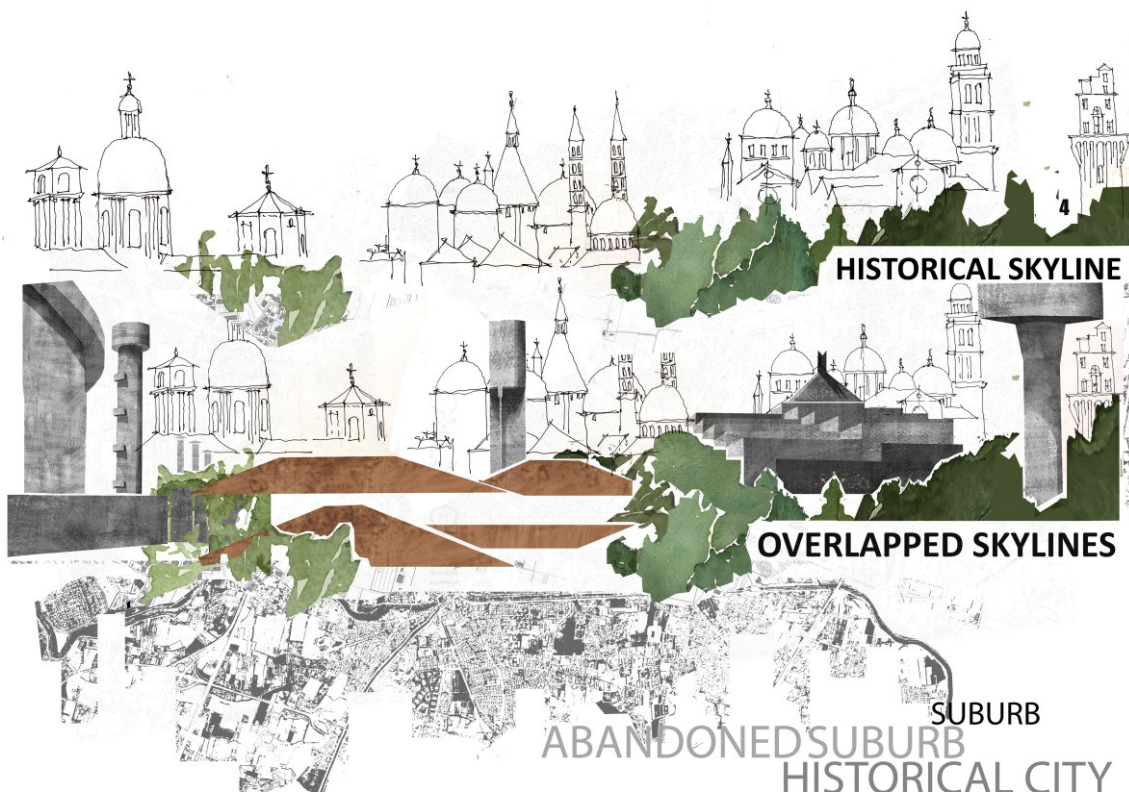 4
HISTORICAL SKYLINE
OVERLAPPED SKYLINES
SUBURB
ABANDONED SUBURB
HISTORICAL CITY